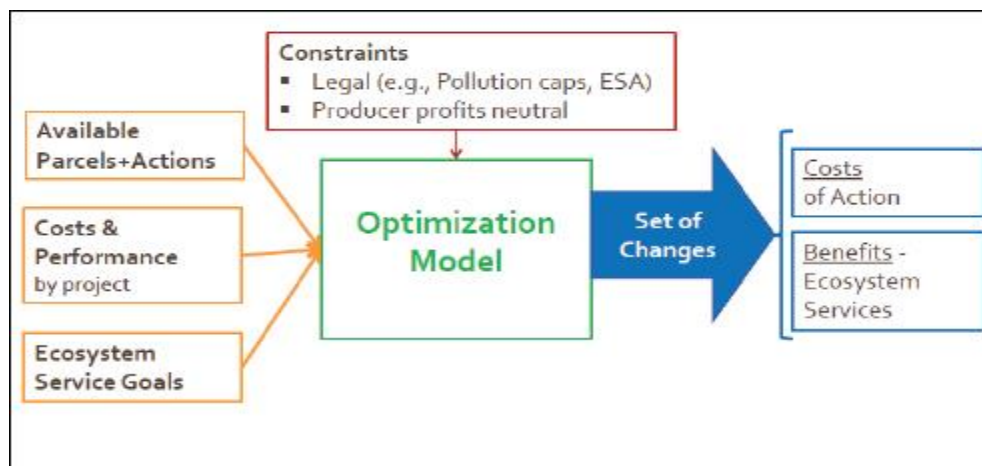 Constraints
▪ Legal (e.g., Pollution caps, ESA)
▪ Producer profits neutral
Available
Parcels+Actions
Costs &
Performance
by project
Ecosystem
Service Goals
Optimization
Model
Set of
Changes
Costs
of Action
Benefits -
Ecosystem
Services